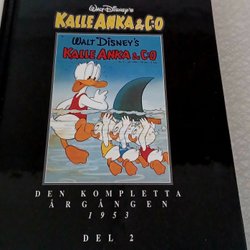 WALT DISNEY'S
KALLE ANKA & C:O
WALT DISNEY'S
KALLE ANKA & C:O
DEN KOMPLETTA
ÅRGÅNGEN
1953
DEL 2